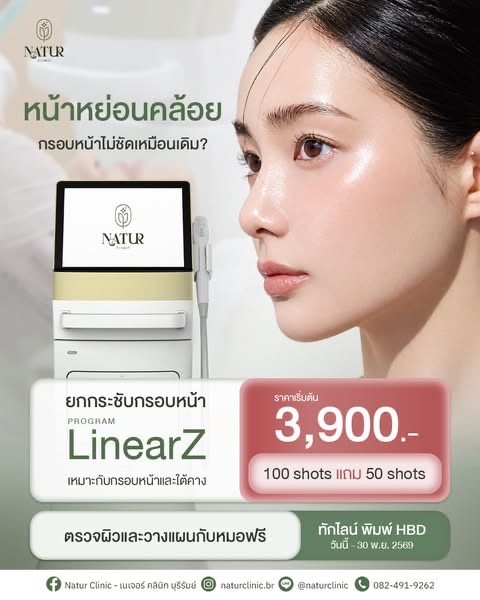 NATUR
หน้าหย่อนคล้อย
กรอบหน้าไม่ชัดเหมือนเดิม?
NATUR
ยกกระชับกรอบหน้า
PROGRAM
LinearZ
เหมาะกับกรอบหน้าและใต้คาง
ราคาเริ่มต้น
3,900.-
100 shots แถม 50 shots
ตรวจผิวและวางแผนกับหมอฟรี
ทักไลน์ พิมพ์ HBD
วันนี้ - 30 พ.ย. 2569
Natur Clinic - เนเจอร์ คลินิก บุรีรัมย์ naturclinic.br @naturclinic 082-491-9262